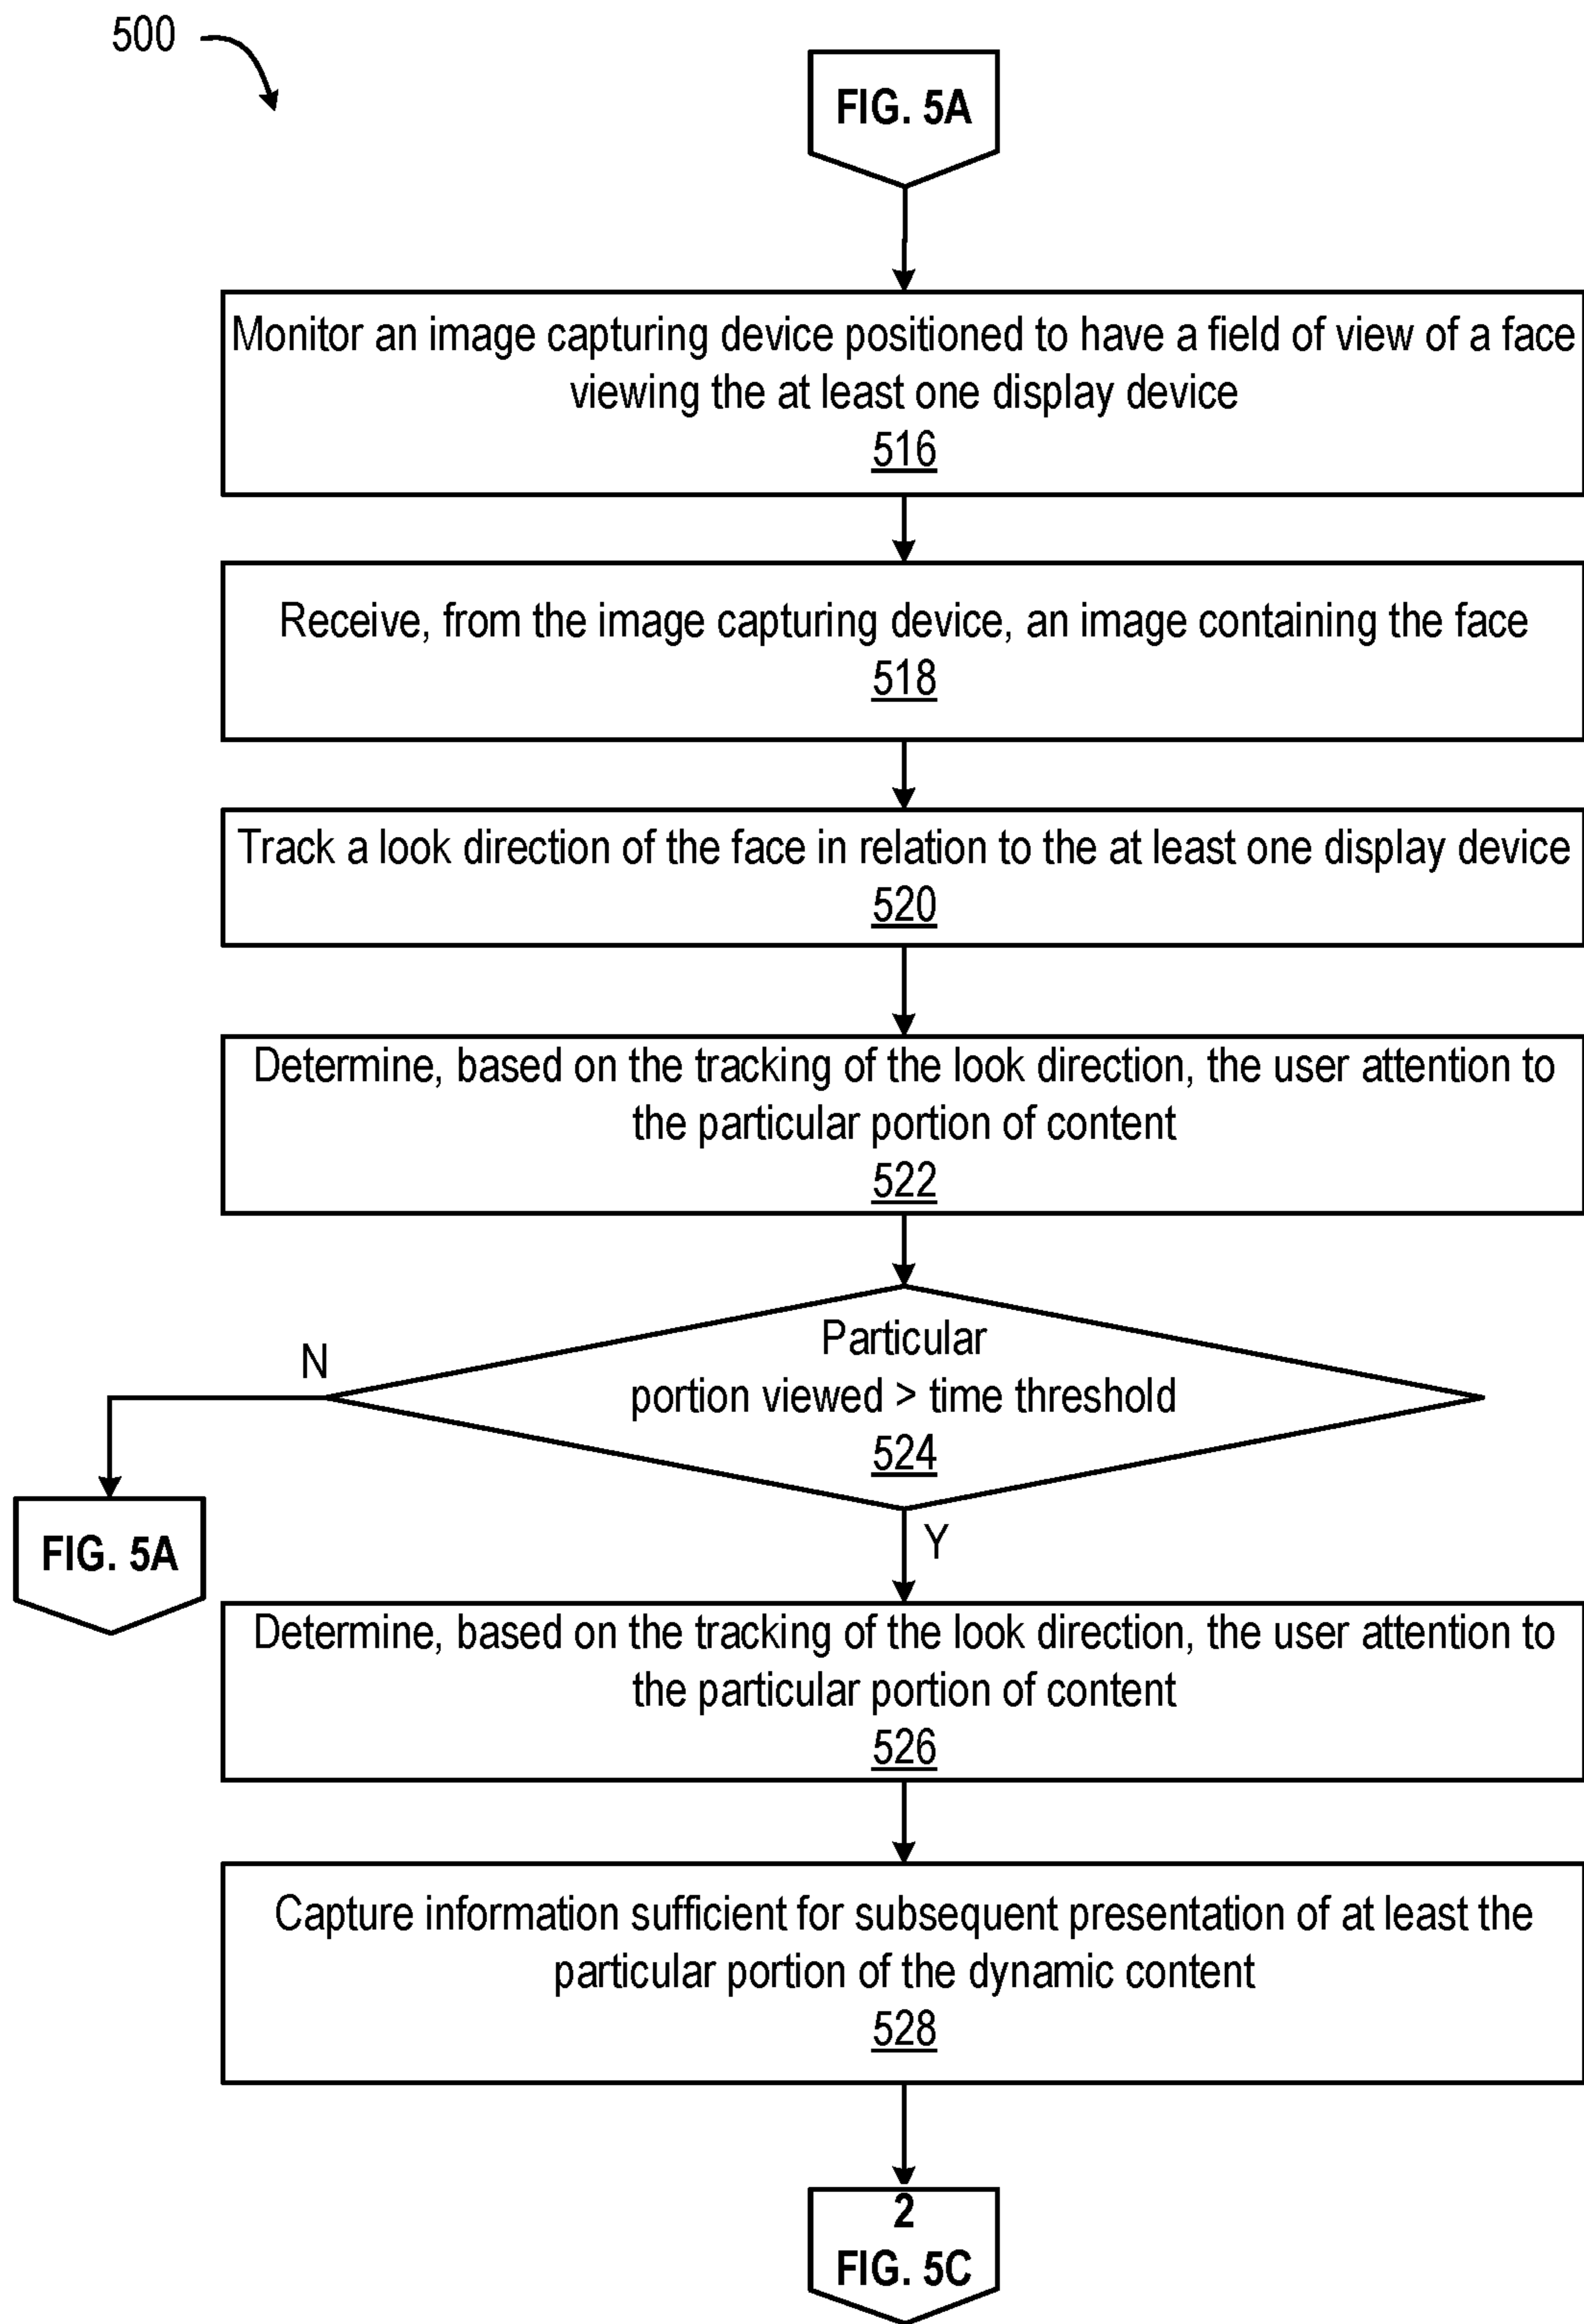 500
FIG. 5A
Monitor an image capturing device positioned to have a field of view of a face
viewing the at least one display device
516
Receive, from the image capturing device, an image containing the face
518
Track a look direction of the face in relation to the at least one display device
520
Determine, based on the tracking of the look direction, the user attention to
the particular portion of content
522
Particular
portion viewed > time threshold
524
N
Y
FIG. 5A
Determine, based on the tracking of the look direction, the user attention to
the particular portion of content
526
Capture information sufficient for subsequent presentation of at least the
particular portion of the dynamic content
528
2
FIG. 5C